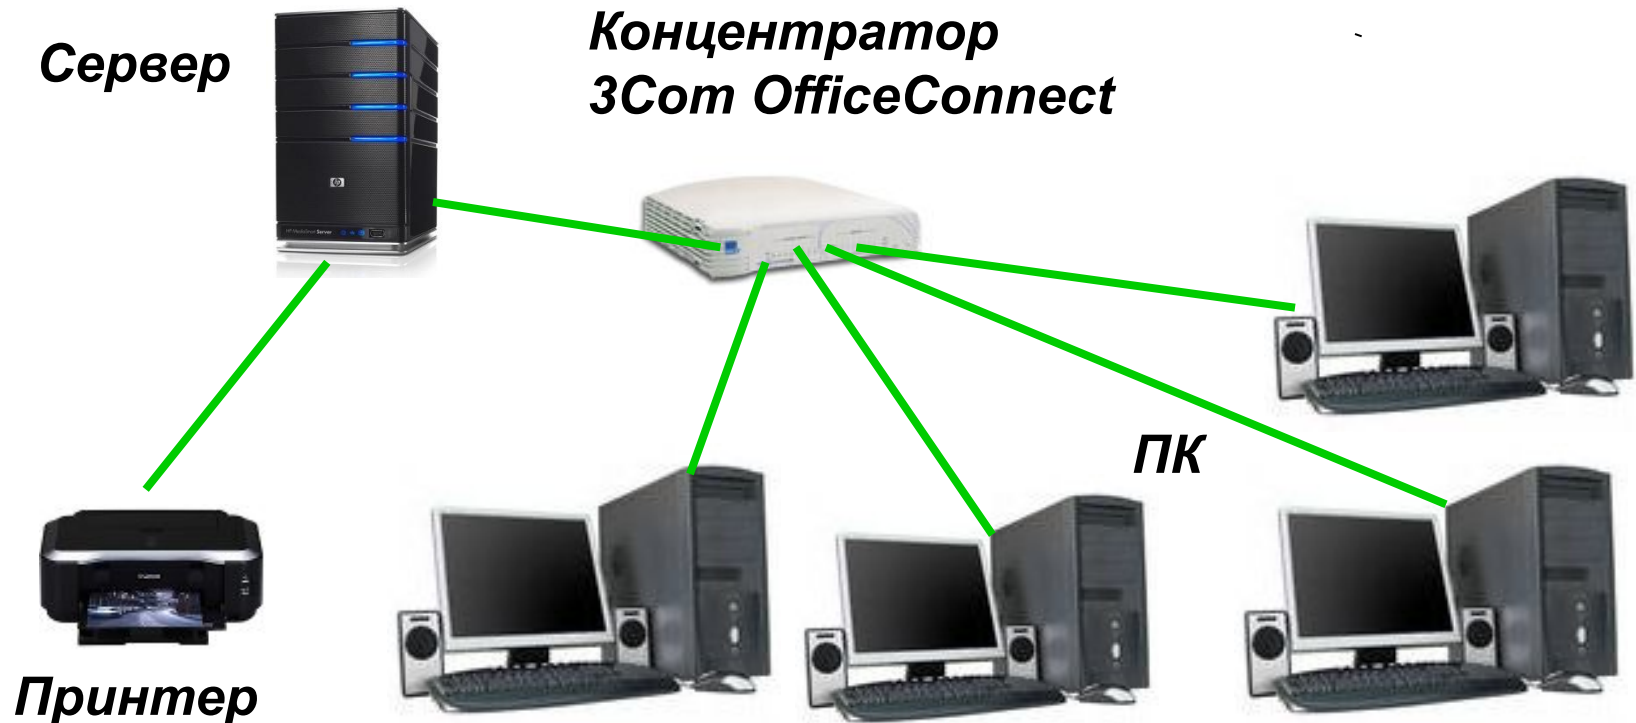 Сервер
Концентратор
3Com OfficeConnect
ПК
Принтер